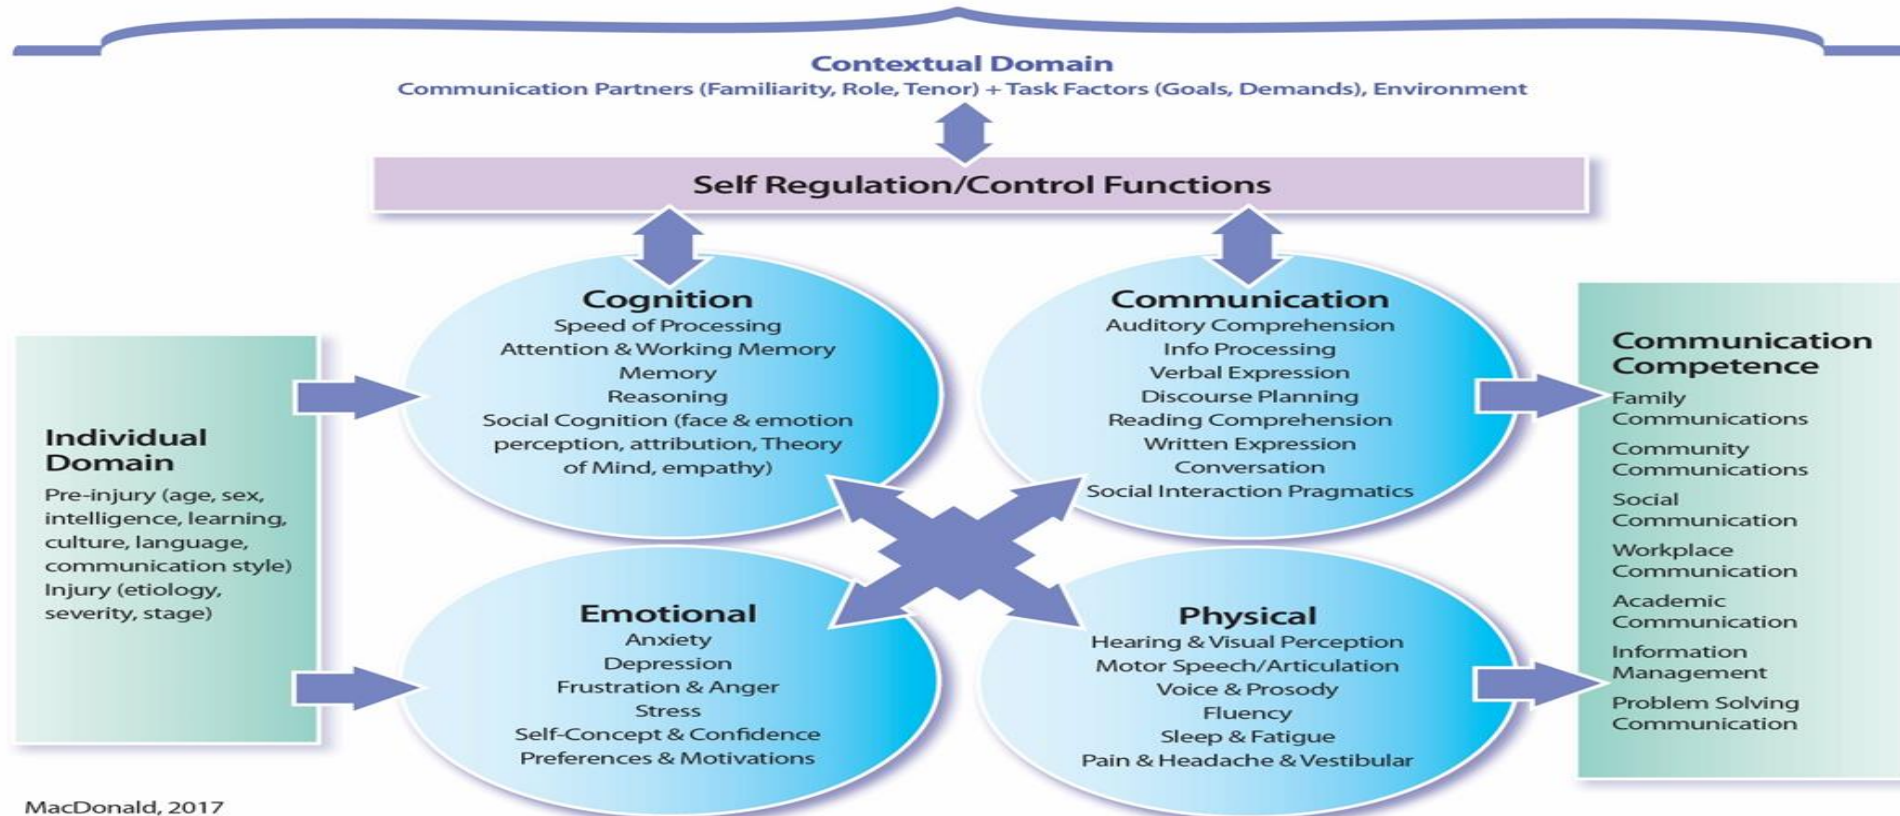 Contextual Domain
Communication Partners (Familiarity, Role, Tenor) + Task Factors (Goals, Demands), Environment
Self Regulation/Control Functions
Individual
Domain
Pre-injury (age, sex,
intelligence, learning,
culture, language,
communication style)
Injury (etiology,
severity, stage)
Cognition
Speed of Processing
Attention & Working Memory
Memory
Reasoning
Social Cognition (face & emotion
perception, attribution, Theory
of Mind, empathy)
Communication
Auditory Comprehension
Info Processing
Verbal Expression
Discourse Planning
Reading Comprehension
Written Expression
Conversation
Social Interaction Pragmatics
Emotional
Anxiety
Depression
Frustration & Anger
Stress
Self-Concept & Confidence
Preferences & Motivations
Physical
Hearing & Visual Perception
Motor Speech/Articulation
Voice & Prosody
Fluency
Sleep & Fatigue
Pain & Headache & Vestibular
Communication
Competence
Family
Communications
Community
Communications
Social
Communication
Workplace
Communication
Academic
Communication
Information
Management
Problem Solving
Communication
MacDonald, 2017